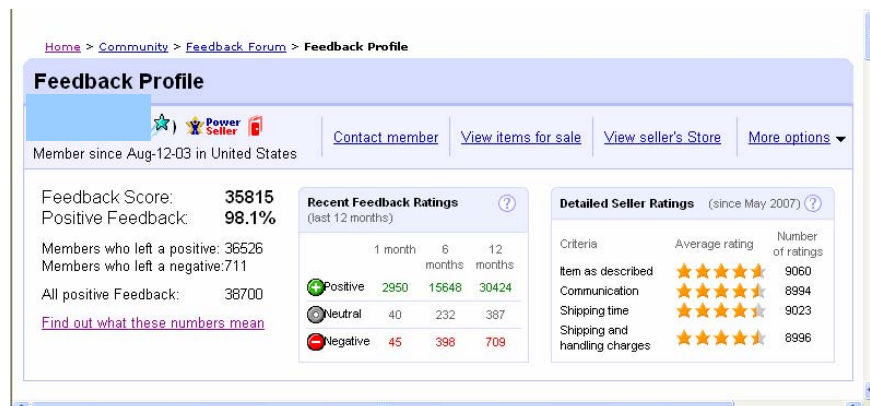 Home > Community > Feedback Forum > Feedback Profile
Feedback Profile
) Power Seller
Member since Aug-12-03 in United States
Contact member
View items for sale
View seller's Store
More options
Feedback Score: 35815
Positive Feedback: 98.1%
Members who left a positive: 36526
Members who left a negative:711
All positive Feedback: 38700
Find out what these numbers mean
Recent Feedback Ratings ?
(last 12 months)
1 month 6 months 12 months
Positive 2950 15648 30424
Neutral 40 232 387
Negative 45 398 709
Detailed Seller Ratings (since May 2007) ?
Criteria Average rating Number of ratings
Item as described 9060
Communication 8994
Shipping time 9023
Shipping and handling charges 8996